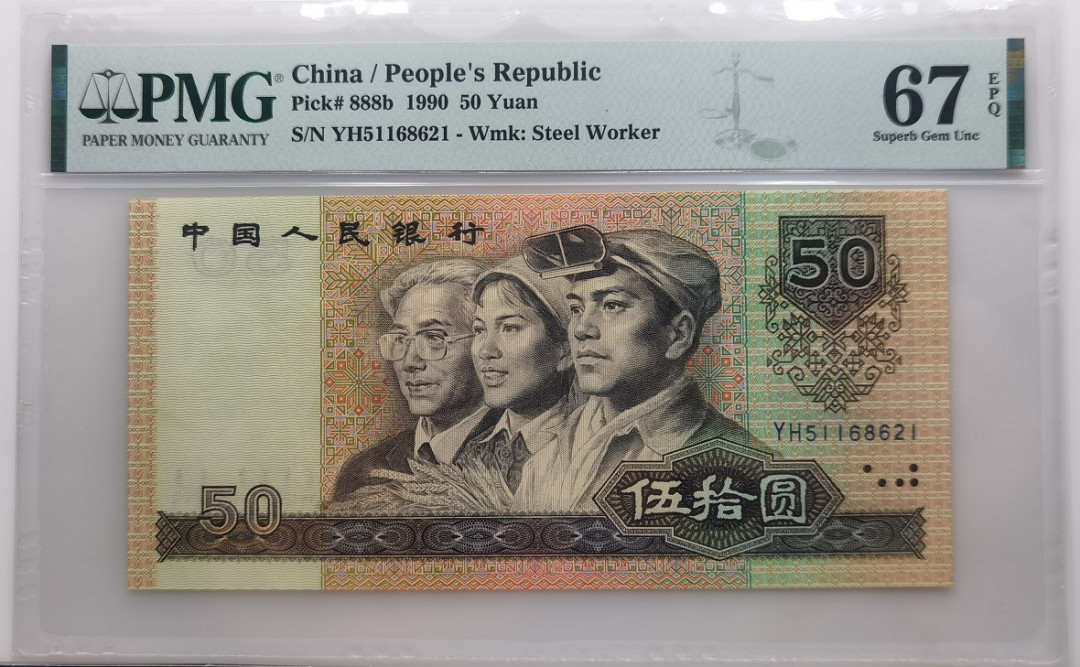 PMG®
PAPER MONEY GUARANTY
China / People's Republic
Pick# 888b 1990 50 Yuan
S/N YH51168621 - Wmk: Steel Worker
67
EPQ
Superb Gem Unc
中国人民银行
50
YH51168621
50
伍拾圆